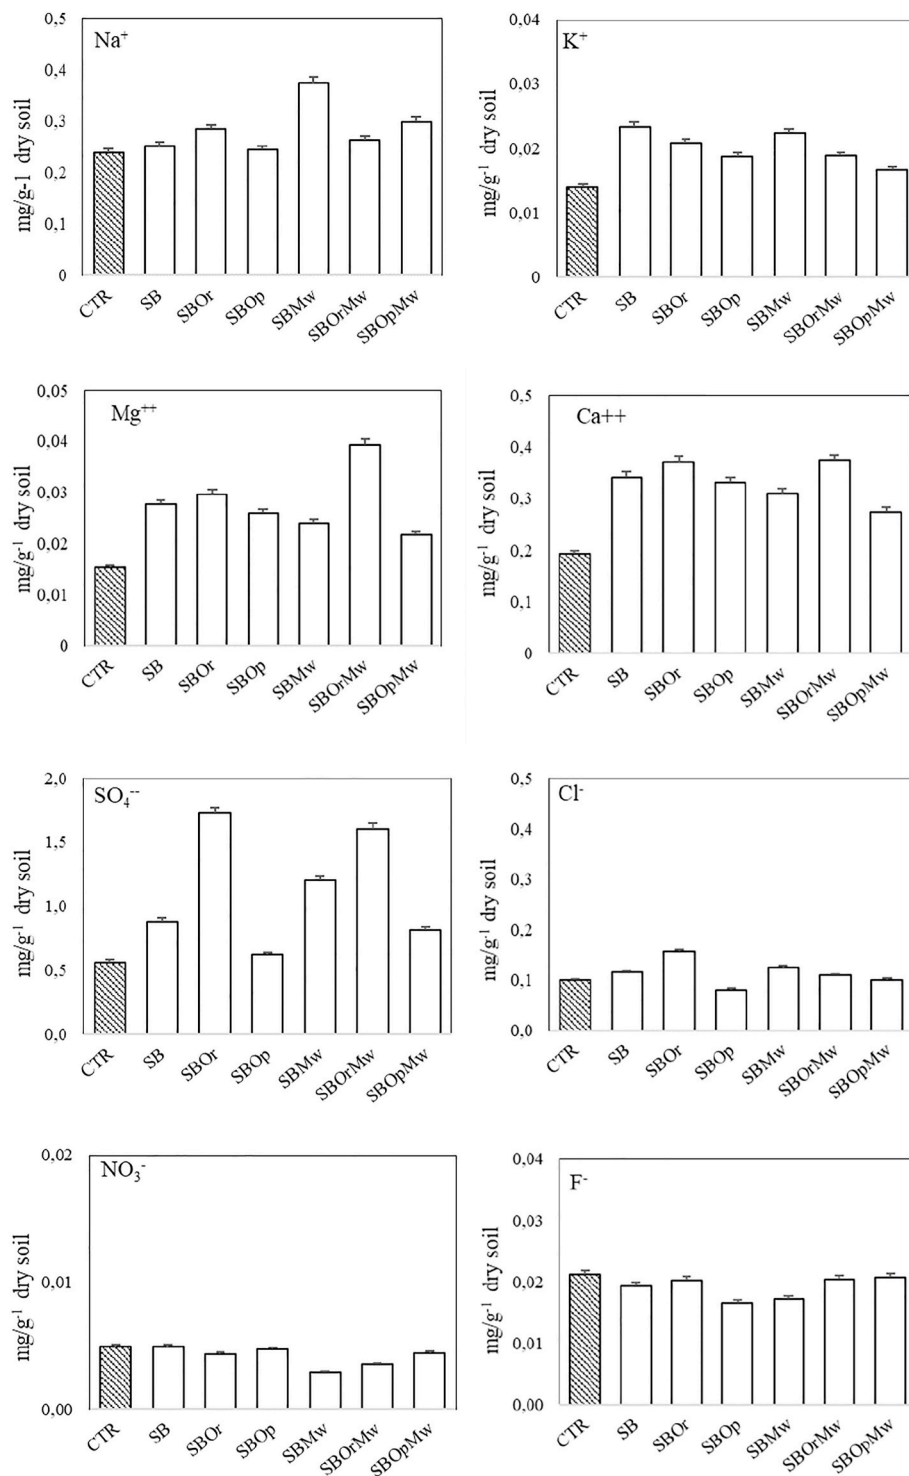 Na⁺
mg/g-1 dry soil
0,5
0,4
0,3
0,2
0,1
0
CTR
SB
SBOr
SBOp
SBMw
SBOrMw
SBOpMw
K⁺
mg/g⁻¹ dry soil
0,04
0,03
0,02
0,01
0
CTR
SB
SBOr
SBOp
SBMw
SBOrMw
SBOpMw
Mg⁺⁺
mg/g⁻¹ dry soil
0,05
0,04
0,03
0,02
0,01
0
CTR
SB
SBOr
SBOp
SBMw
SBOrMw
SBOpMw
Ca++
mg/g⁻¹ dry soil
0,5
0,4
0,3
0,2
0,1
0
CTR
SB
SBOr
SBOp
SBMw
SBOrMw
SBOpMw
SO₄⁻⁻
mg/g⁻¹ dry soil
2,0
1,5
1,0
0,5
0,0
CTR
SB
SBOr
SBOp
SBMw
SBOrMw
SBOpMw
Cl⁻
mg/g⁻¹ dry soil
0,5
0,4
0,3
0,2
0,1
0,0
CTR
SB
SBOr
SBOp
SBMw
SBOrMw
SBOpMw
NO₃⁻
mg/g⁻¹ dry soil
0,02
0,01
0,00
CTR
SB
SBOr
SBOp
SBMw
SBOrMw
SBOpMw
F⁻
mg/g⁻¹ dry soil
0,04
0,03
0,02
0,01
0,00
CTR
SB
SBOr
SBOp
SBMw
SBOrMw
SBOpMw